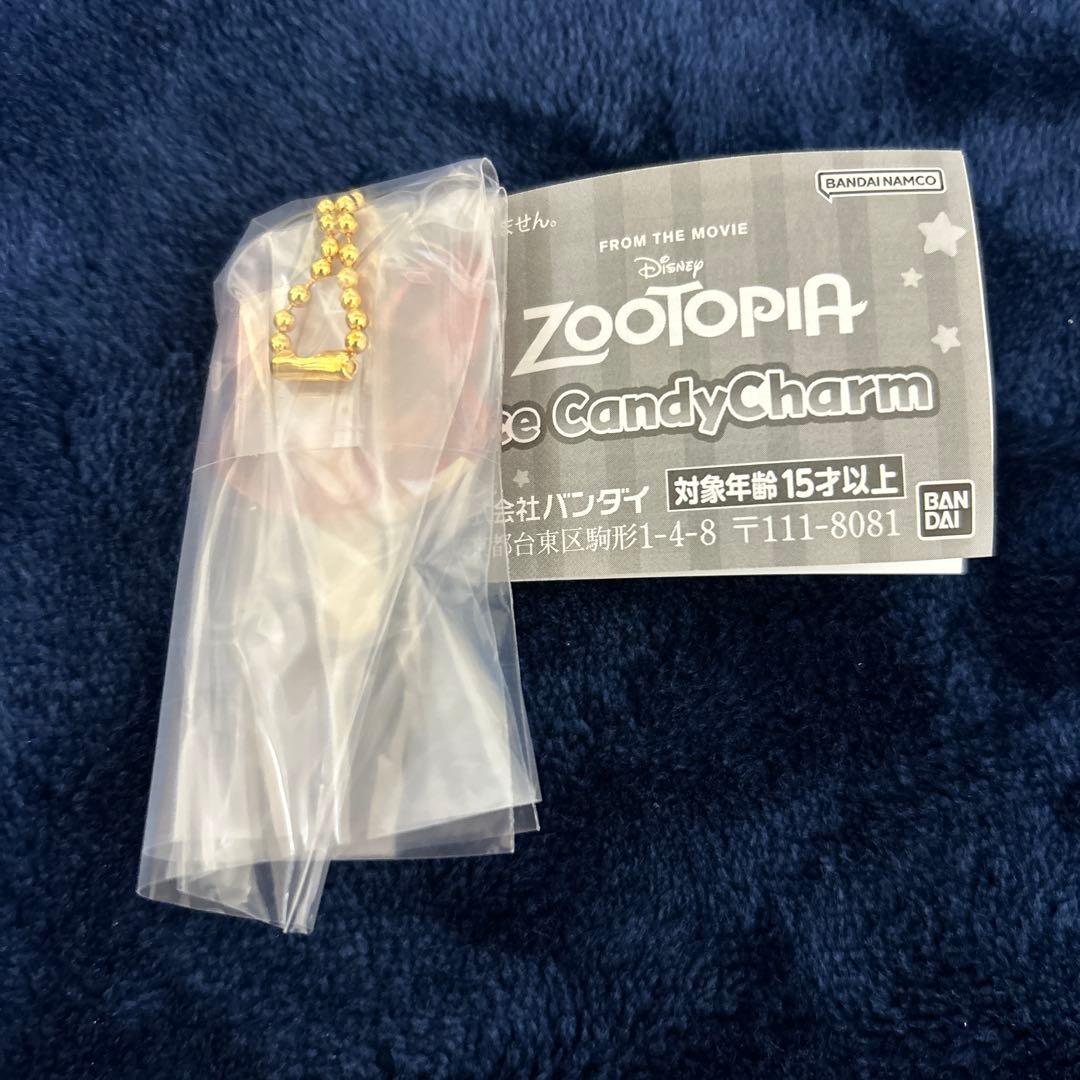 BANDAI NAMCO
ません。
FROM THE MOVIE
Disney
ZOOTOPIA
ce CandyCharm
会社バンダイ 対象年齢15才以上
都台東区駒形1-4-8 〒111-8081
BAN
DAI